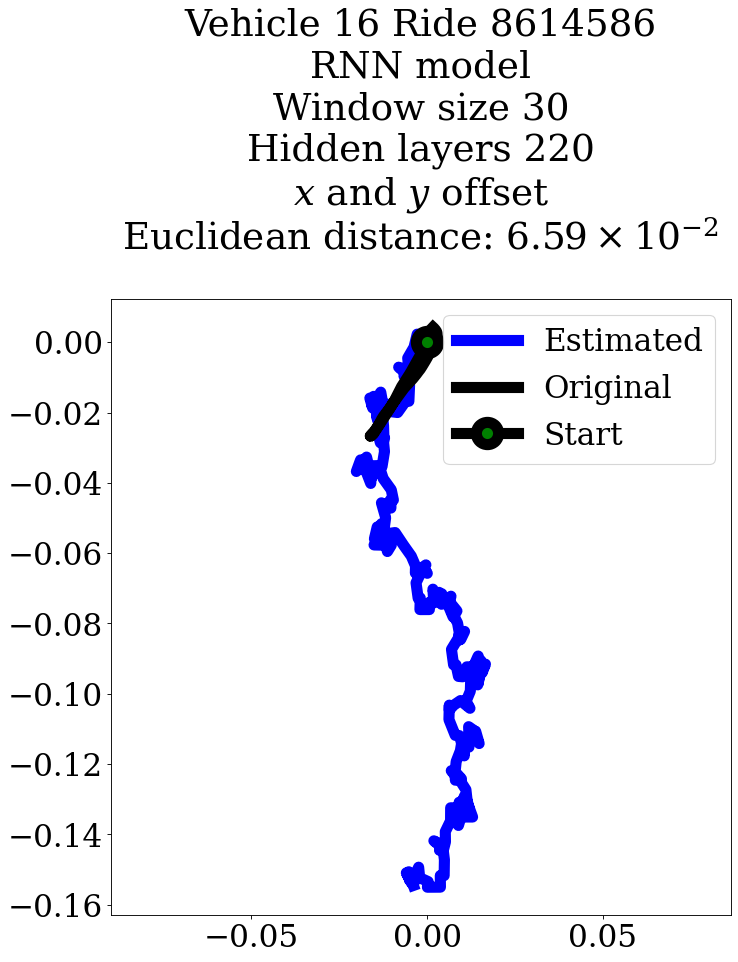 Vehicle 16 Ride 8614586
RNN model
Window size 30
Hidden layers 220
x and y offset
Euclidean distance: 6.59 × 10⁻²
Estimated
Original
Start
0.00
−0.02
−0.04
−0.06
−0.08
−0.10
−0.12
−0.14
−0.16
−0.05 0.00 0.05